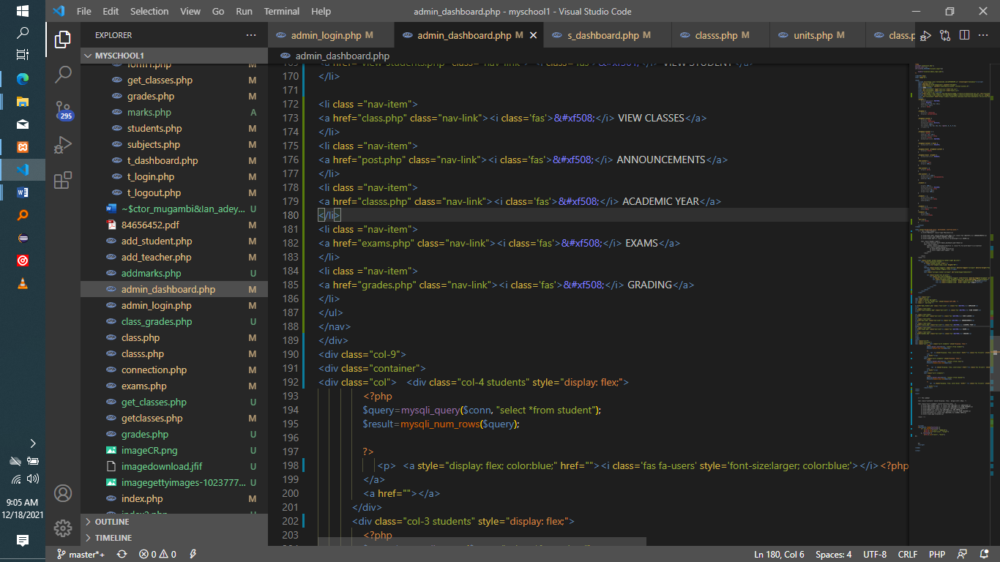 File Edit Selection View Go Run Terminal Help
admin_dashboard.php - myschool1 - Visual Studio Code
EXPLORER
admin_login.php M
admin_dashboard.php M
s_dashboard.php M
classs.php M
units.php M
class.p
MYSCHOOL1
admin_dashboard.php
get_classes.php M
grades.php M
marks.php A
students.php M
subjects.php M
t_dashboard.php M
t_login.php M
t_logout.php M
~$ctor_mugambi&Ian_adey... U
84656452.pdf M
add_student.php M
add_teacher.php M
addmarks.php U
admin_dashboard.php M
admin_login.php M
class_grades.php U
class.php M
classs.php M
connection.php M
exams.php M
get_classes.php U
getclasses.php M
grades.php U
imageCR.png U
imagedownload.jfif U
imagegettyimages-1023777... U
index.php M
OUTLINE
TIMELINE
295
170 </li>
171
172 <li class ="nav-item">
173 <a href="class.php" class="nav-link"><i class='fas'>&#xf508;</i> VIEW CLASSES</a>
174 </li>
175 <li class ="nav-item">
176 <a href="post.php" class="nav-link"><i class='fas'>&#xf508;</i> ANNOUNCEMENTS</a>
177 </li>
178 <li class ="nav-item">
179 <a href="classs.php" class="nav-link"><i class='fas'>&#xf508;</i> ACADEMIC YEAR</a>
180 </li>
181 <li class ="nav-item">
182 <a href="exams.php" class="nav-link"><i class='fas'>&#xf508;</i> EXAMS</a>
183 </li>
184 <li class ="nav-item">
185 <a href="grades.php" class="nav-link"><i class='fas'>&#xf508;</i> GRADING</a>
186 </li>
187 </ul>
188 </nav>
189 </div>
190 <div class="col-9">
191 <div class="container">
192 <div class="col">  <div class="col-4 students" style="display: flex;">
193 <?php
194 $query=mysqli_query($conn, "select *from student");
195 $result=mysqli_num_rows($query);
196
197 ?>
198 <p>  <a style="display: flex; color:blue;" href=""><i class='fas fa-users' style='font-size:larger; color:blue;'></i><?php
199 </a>
200 <a href=""></a>
201 </div>
202 <div class="col-3 students" style="display: flex;">
203 <?php
9:05 AM
12/18/2021
master*+ 0 0
Ln 180, Col 6 Spaces: 4 UTF-8 CRLF PHP